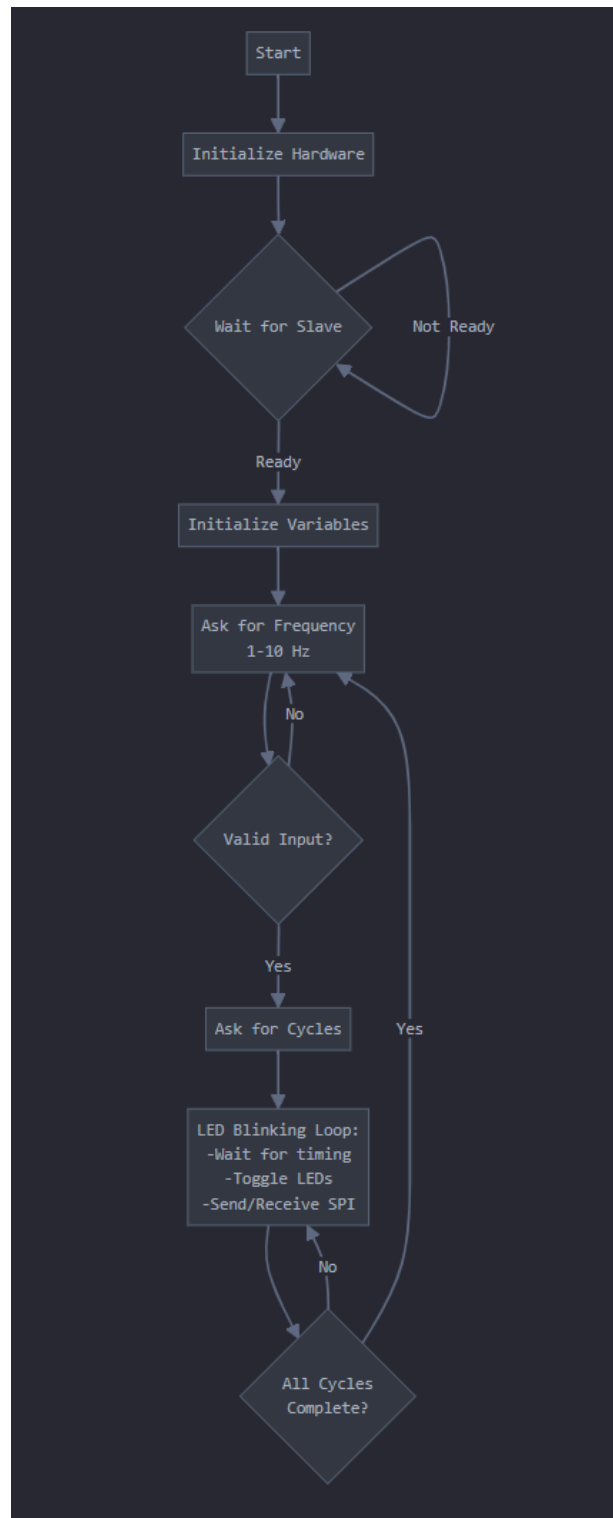 Start
Initialize Hardware
Wait for Slave
Not Ready
Ready
Initialize Variables
Ask for Frequency
1-10 Hz
No
Valid Input?
Yes
Ask for Cycles
Yes
LED Blinking Loop:
-Wait for timing
-Toggle LEDs
-Send/Receive SPI
No
All Cycles
Complete?